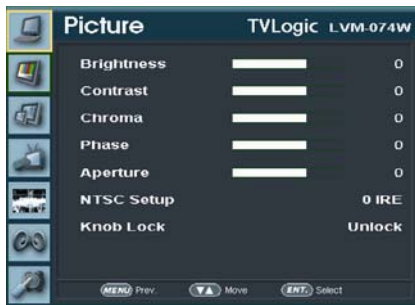 Picture TVLogic LVM-074W
Brightness 0
Contrast 0
Chroma 0
Phase 0
Aperture 0
NTSC Setup 0 IRE
Knob Lock Unlock
MENU Prev. ▼▲ Move ENT. Select